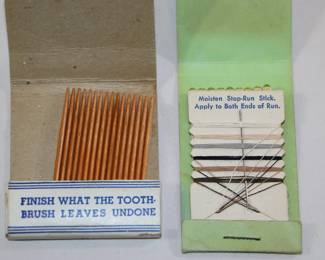 FINISH WHAT THE TOOTH-
BRUSH LEAVES UNDONE
Moisten Stop-Run Stick.
Apply to Both Ends of Run.